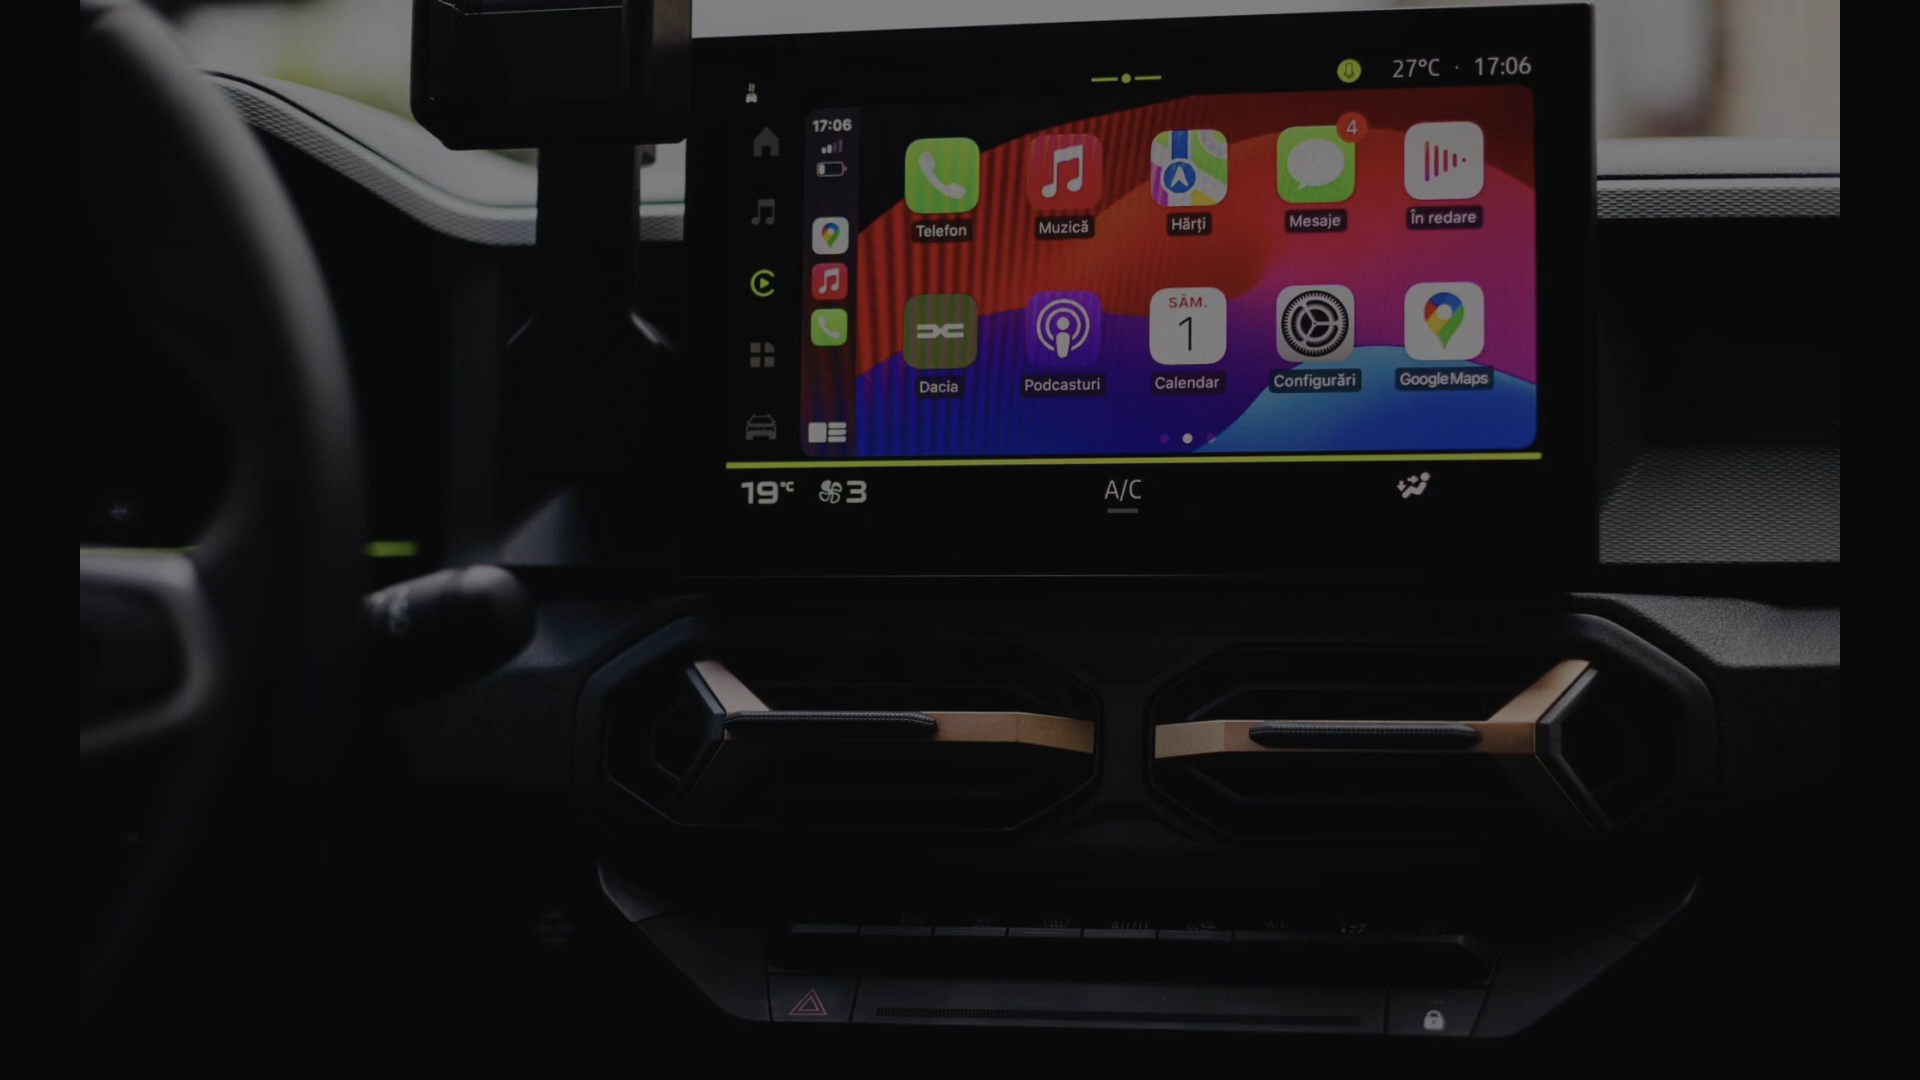 27°C · 17:06
17:06
4
Telefon
Muzică
Hărți
Mesaje
În redare
SÂM.
1
Dacia
Podcasturi
Calendar
Configurări
Google Maps
19°C
3
A/C
AUTO